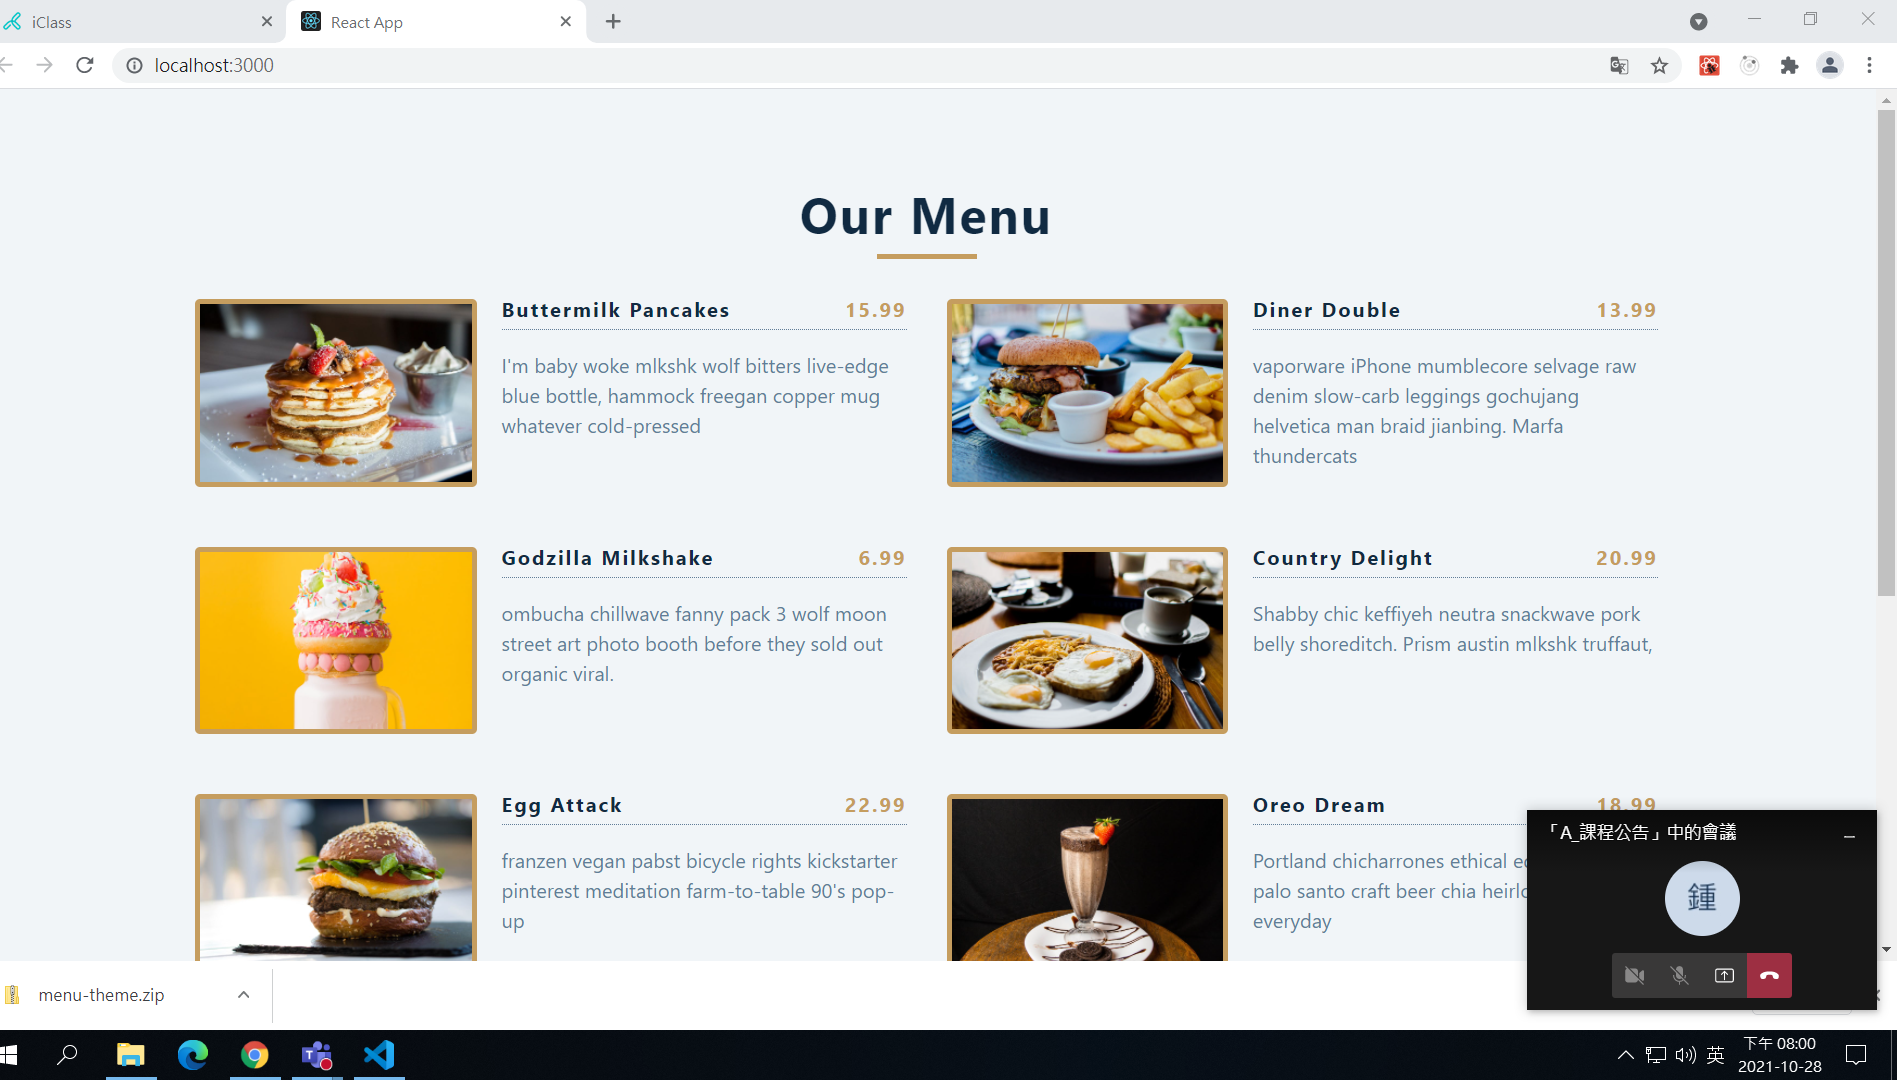 iClass
React App
localhost:3000
Our Menu
Buttermilk Pancakes 15.99
I'm baby woke mlkshk wolf bitters live-edge
blue bottle, hammock freegan copper mug
whatever cold-pressed
Diner Double 13.99
vaporware iPhone mumblecore selvage raw
denim slow-carb leggings gochujang
helvetica man braid jianbing. Marfa
thundercats
Godzilla Milkshake 6.99
ombucha chillwave fanny pack 3 wolf moon
street art photo booth before they sold out
organic viral.
Country Delight 20.99
Shabby chic keffiyeh neutra snackwave pork
belly shoreditch. Prism austin mlkshk truffaut,
Egg Attack 22.99
franzen vegan pabst bicycle rights kickstarter
pinterest meditation farm-to-table 90's pop-
up
Oreo Dream 18.99
Portland chicharrones ethical
palo santo craft beer chia
everyday
「A_課程公告」中的會議
鍾
menu-theme.zip
英
下午 08:00
2021-10-28